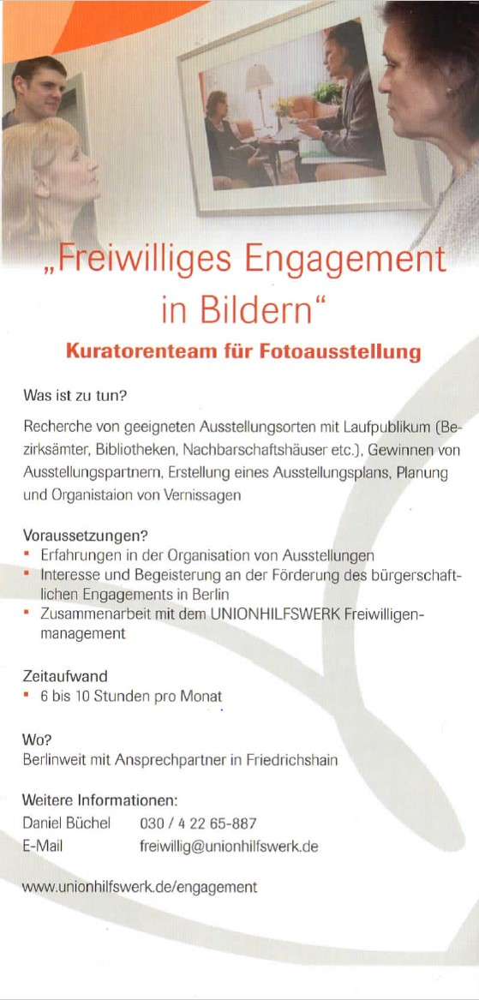 „Freiwilliges Engagement
in Bildern“
Kuratorenteam für Fotoausstellung
Was ist zu tun?
Recherche von geeigneten Ausstellungsorten mit Laufpublikum (Be-
zirksämter, Bibliotheken, Nachbarschaftshäuser etc.), Gewinnen von
Ausstellungspartnern, Erstellung eines Ausstellungsplans, Planung
und Organistaion von Vernissagen
Voraussetzungen?
▪ Erfahrungen in der Organisation von Ausstellungen
▪ Interesse und Begeisterung an der Förderung des bürgerschaft-
lichen Engagements in Berlin
▪ Zusammenarbeit mit dem UNIONHILFSWERK Freiwilligen-
management
Zeitaufwand
▪ 6 bis 10 Stunden pro Monat
Wo?
Berlinweit mit Ansprechpartner in Friedrichshain
Weitere Informationen:
Daniel Büchel 030 / 4 22 65-887
E-Mail freiwillig@unionhilfswerk.de
www.unionhilfswerk.de/engagement